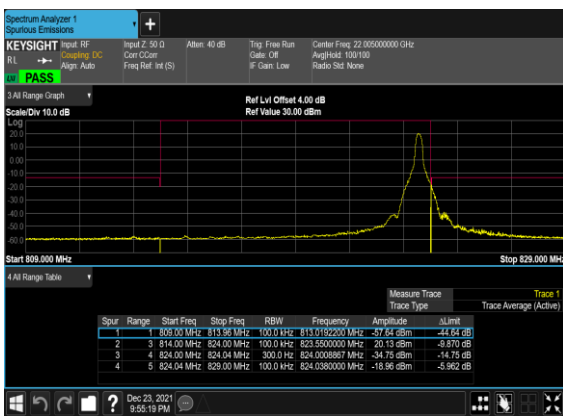 Spectrum Analyzer 1
Spurious Emissions
KEYSIGHT Input: RF Input Z: 50 Ω Atten: 40 dB Trig: Free Run Center Freq: 22.005000000 GHz
RL Coupling: DC Corr CCorr Gate: Off Avg|Hold: 100/100
Align: Auto Freq Ref: Int (S) IF Gain: Low Radio Std: None
PASS
3 All Range Graph
Ref Lvl Offset 4.00 dB
Scale/Div 10.0 dB Ref Value 30.00 dBm
Log
20.0
10.0
0.00
-10.0
-20.0
-30.0
-40.0
-50.0
-60.0
Start 809.000 MHz Stop 829.000 MHz
4 All Range Table
Measure Trace Trace 1
Trace Type Trace Average (Active)
Spur Range Start Freq Stop Freq RBW Frequency Amplitude ΔLimit
1 1 809.00 MHz 813.96 MHz 100.0 kHz 813.0192200 MHz -57.64 dBm -44.64 dB
2 3 814.00 MHz 824.00 MHz 100.0 kHz 823.5500000 MHz 20.13 dBm -9.870 dB
3 4 824.00 MHz 824.04 MHz 300.0 Hz 824.0008867 MHz -34.75 dBm -14.75 dB
4 5 824.04 MHz 829.00 MHz 100.0 kHz 824.0380000 MHz -18.96 dBm -5.962 dB
Dec 23, 2021
9:55:19 PM